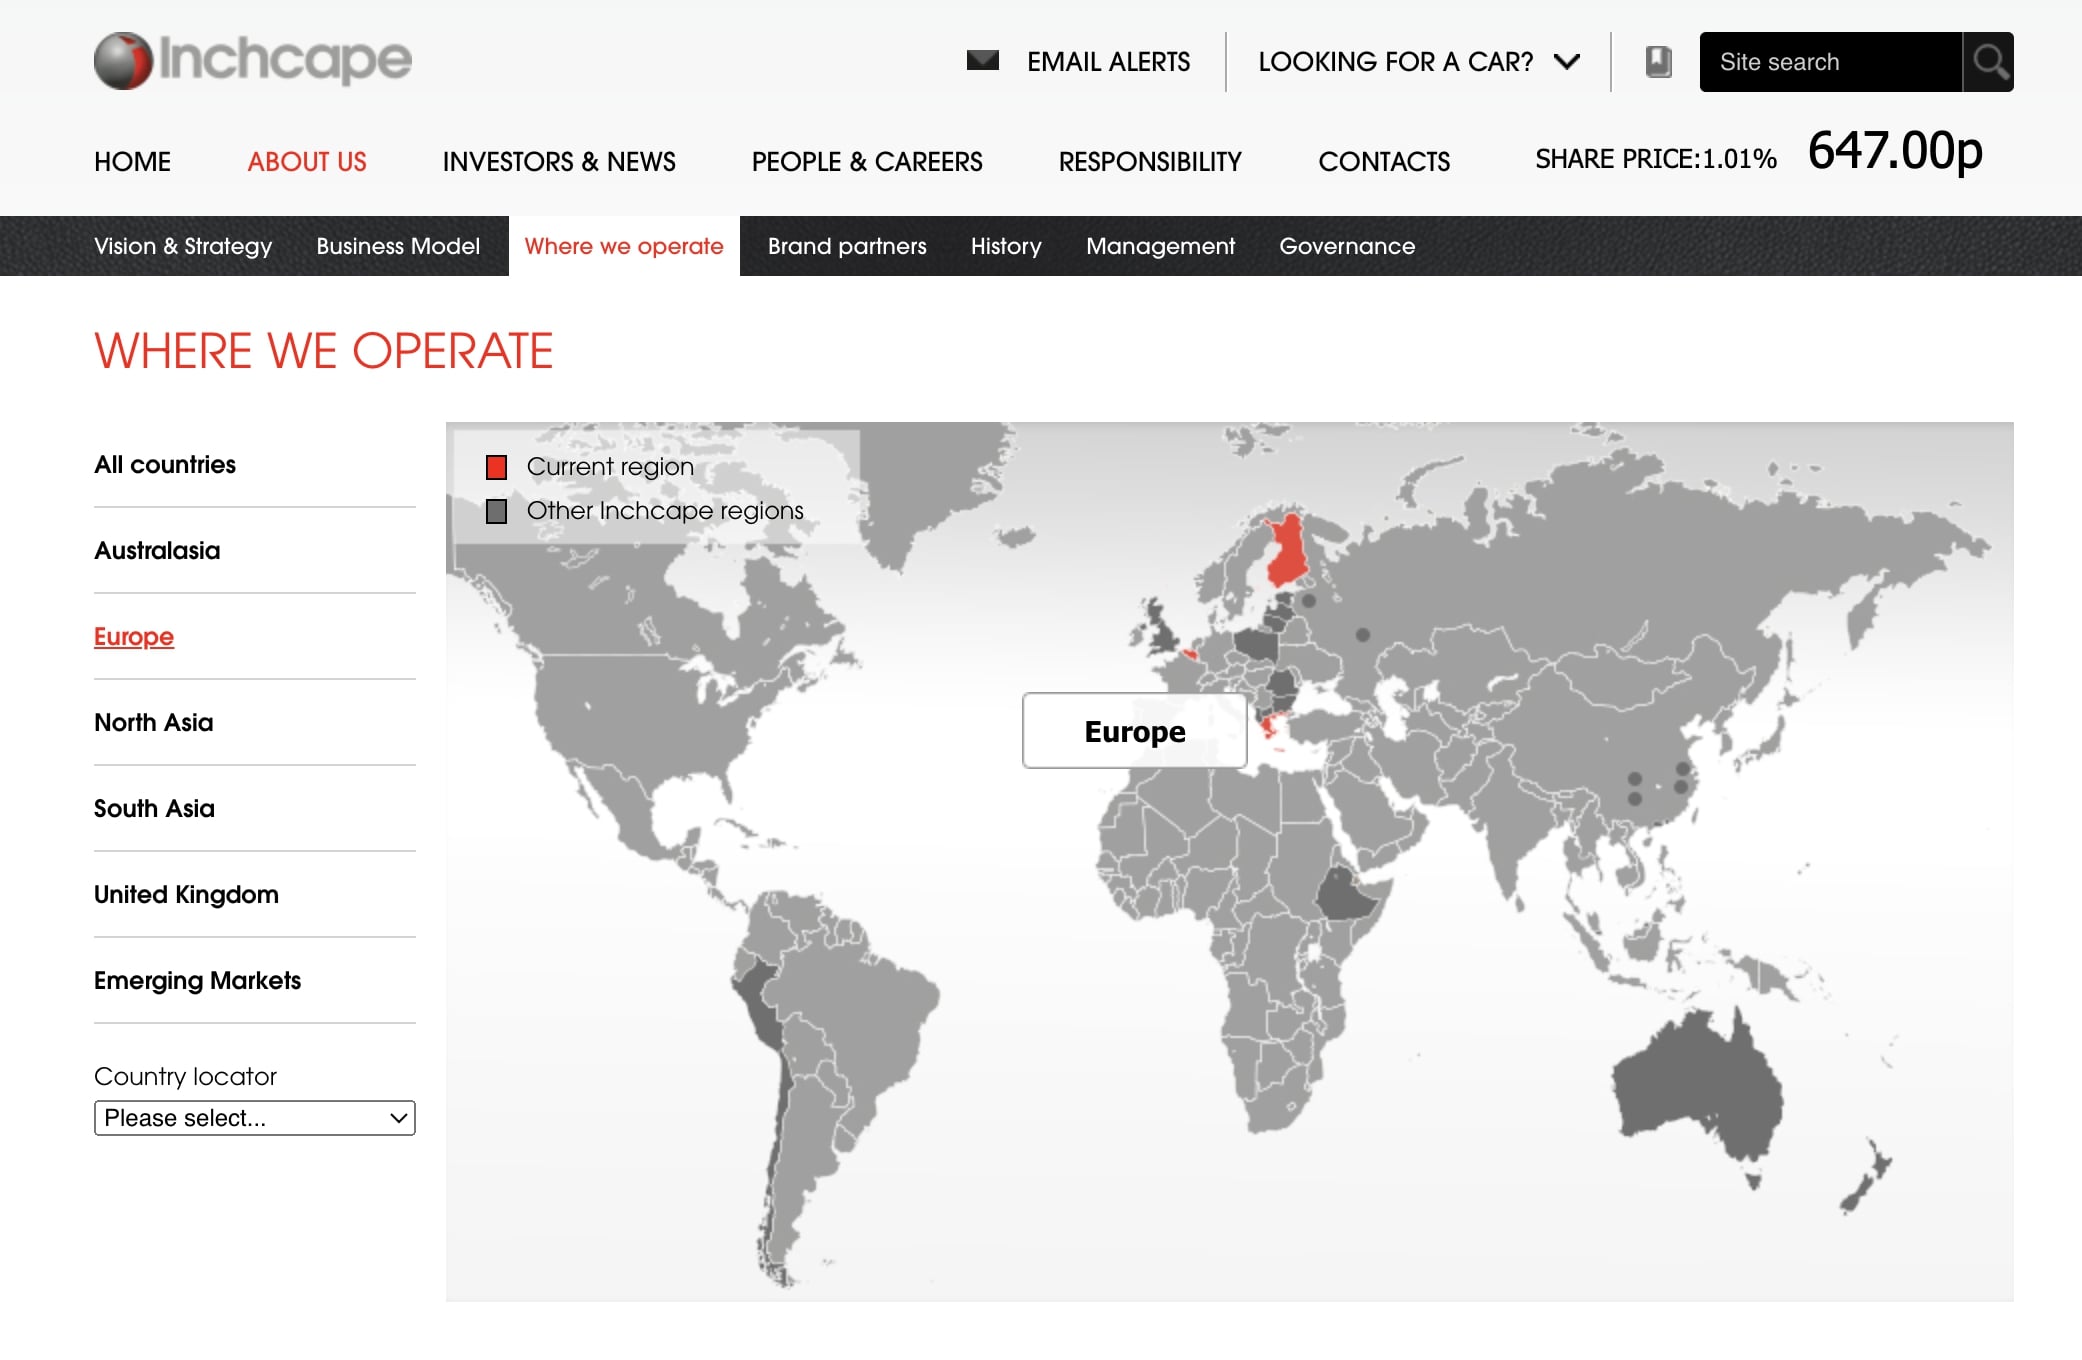 Inchcape
EMAIL ALERTS
LOOKING FOR A CAR?
Site search
HOME
ABOUT US
INVESTORS & NEWS
PEOPLE & CAREERS
RESPONSIBILITY
CONTACTS
SHARE PRICE:1.01% 647.00p
Vision & Strategy
Business Model
Where we operate
Brand partners
History
Management
Governance
WHERE WE OPERATE
All countries
Australasia
Europe
North Asia
South Asia
United Kingdom
Emerging Markets
Country locator
Please select...
Current region
Other Inchcape regions
Europe